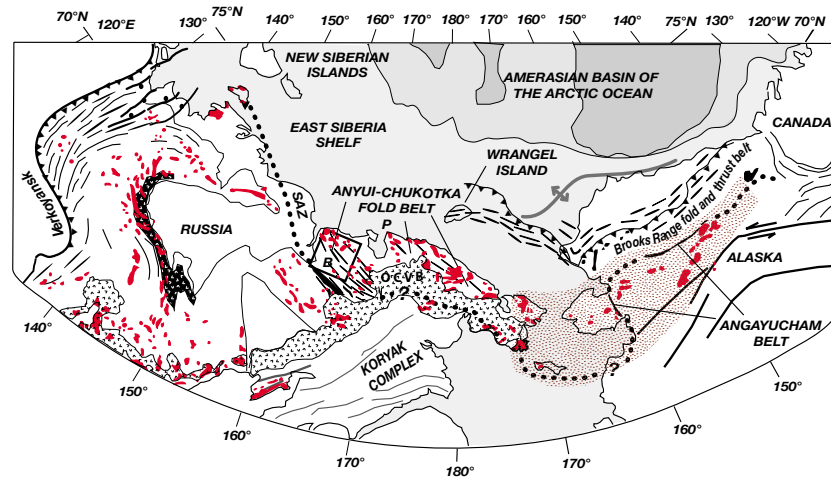 70°N 120°E 130° 75°N 140° 150° 160° 170° 180° 170° 160° 150° 140° 75°N 130° 120°W 70°N
NEW SIBERIAN
ISLANDS
AMERASIAN BASIN OF
THE ARCTIC OCEAN
CANADA
EAST SIBERIA
SHELF
WRANGEL
ISLAND
Verkoyansk
SAZ
ANYUI-CHUKOTKA
FOLD BELT
P
Brooks Range fold and thrust belt
RUSSIA
B
OCVB
ALASKA
?
ANGAYUCHAM
BELT
KORYAK
COMPLEX
?
140°
150°
160°
170°
180°
170°
160°
150°